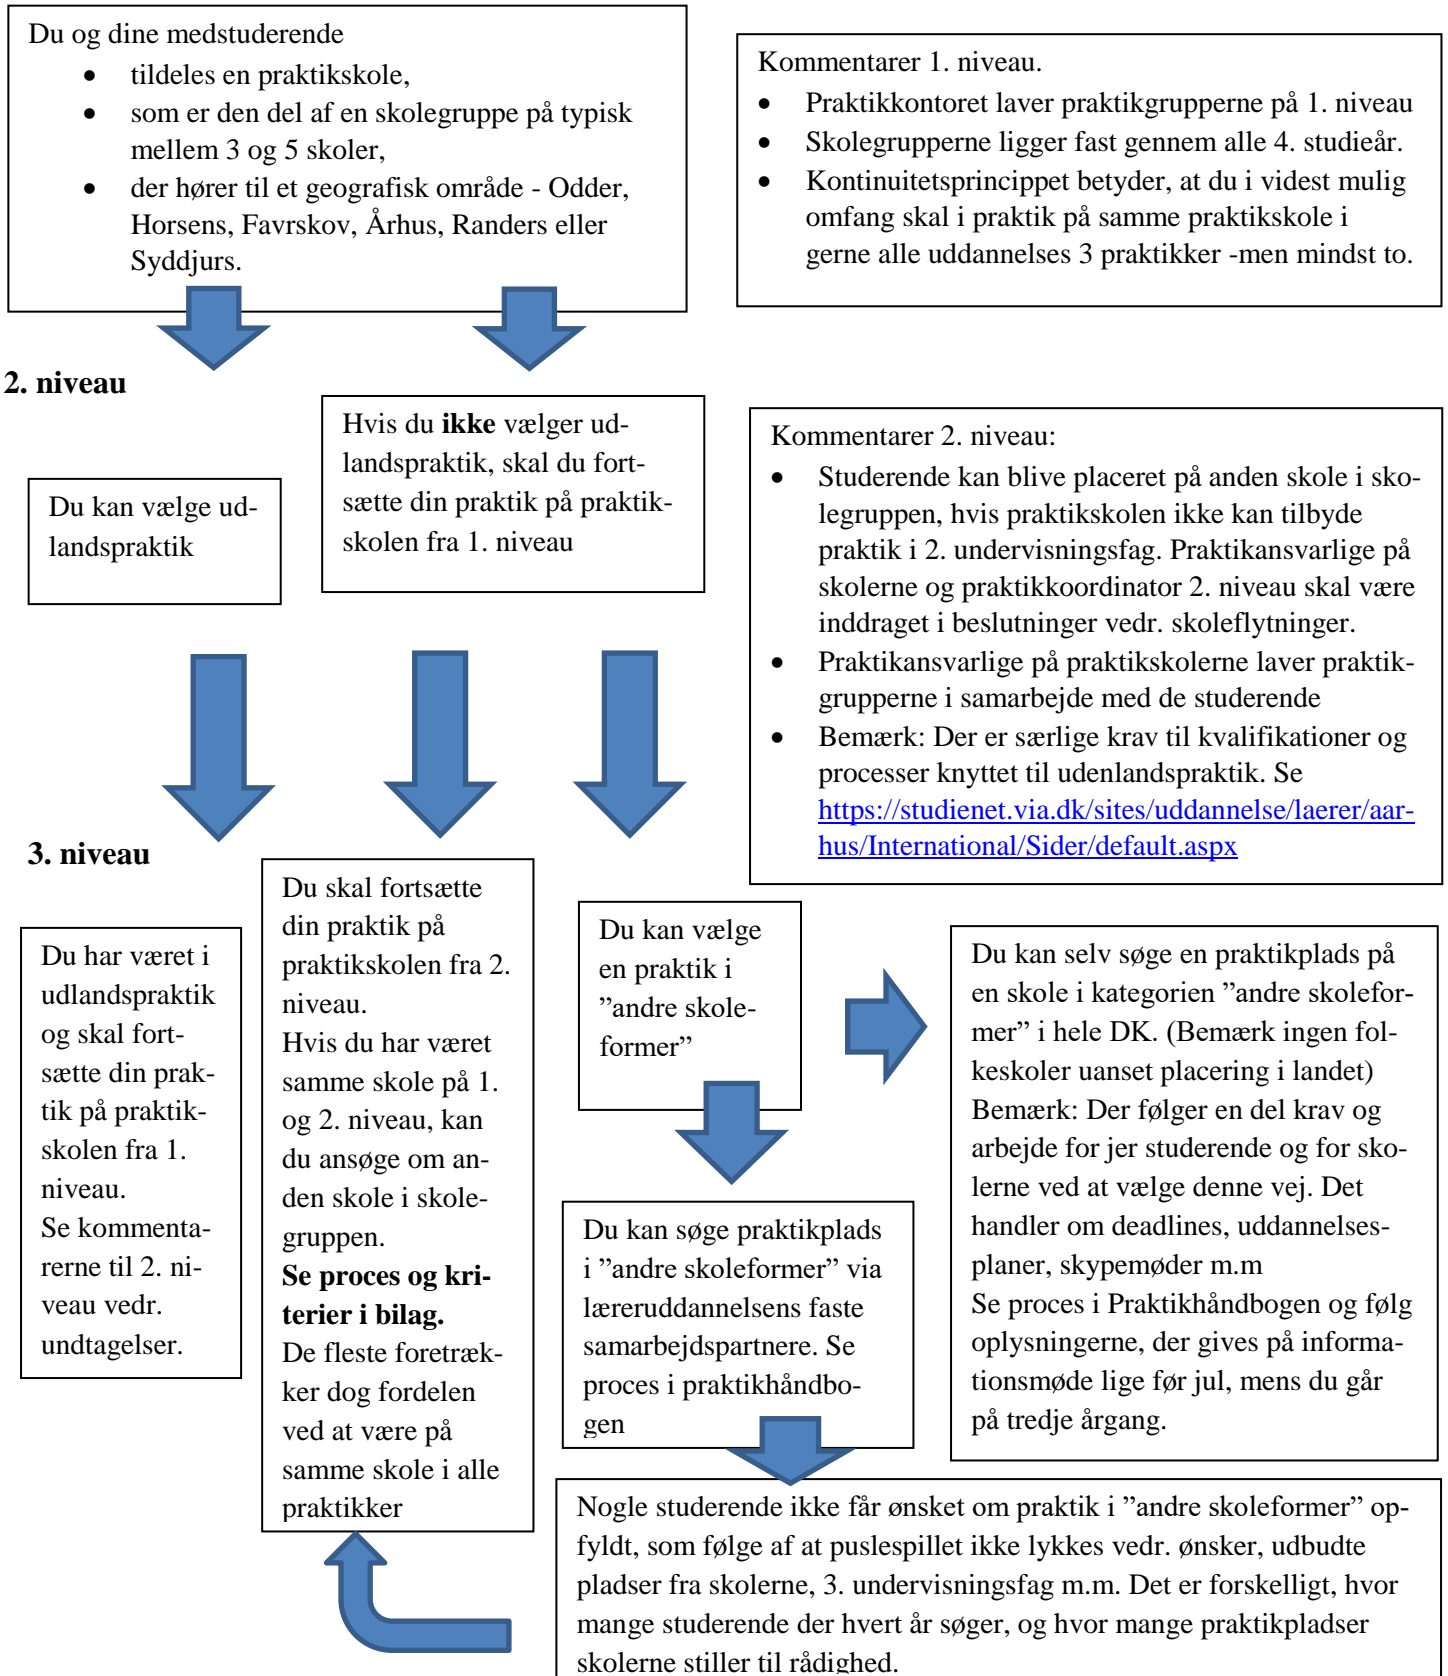 Du og dine medstuderende
• tildeles en praktikskole,
• som er den del af en skolegruppe på typisk
mellem 3 og 5 skoler,
• der hører til et geografisk område - Odder,
Horsens, Favrskov, Århus, Randers eller
Syddjurs.
Kommentarer 1. niveau.
• Praktikkontoret laver praktikgrupperne på 1. niveau
• Skolegrupperne ligger fast gennem alle 4. studieår.
• Kontinuitetsprincippet betyder, at du i videst mulig
omfang skal i praktik på samme praktikskole i
gerne alle uddannelses 3 praktikker -men mindst to.
2. niveau
Du kan vælge ud-
landspraktik
Hvis du ikke vælger ud-
landspraktik, skal du fort-
sætte din praktik på praktik-
skolen fra 1. niveau
Kommentarer 2. niveau:
• Studerende kan blive placeret på anden skole i sko-
legruppen, hvis praktikskolen ikke kan tilbyde
praktik i 2. undervisningsfag. Praktikansvarlige på
skolerne og praktikkoordinator 2. niveau skal være
inddraget i beslutninger vedr. skoleflytninger.
• Praktikansvarlige på praktikskolerne laver praktik-
grupperne i samarbejde med de studerende
• Bemærk: Der er særlige krav til kvalifikationer og
processer knyttet til udenlandspraktik. Se
https://studienet.via.dk/sites/uddannelse/laerer/aar-
hus/International/Sider/default.aspx
3. niveau
Du har været i
udlandspraktik
og skal fort-
sætte din prak-
tik på praktik-
skolen fra 1.
niveau.
Se kommenta-
rerne til 2. ni-
veau vedr.
undtagelser.
Du skal fortsætte
din praktik på
praktikskolen fra 2.
niveau.
Hvis du har været
samme skole på 1.
og 2. niveau, kan
du ansøge om an-
den skole i skole-
gruppen.
Se proces og kri-
terier i bilag.
De fleste foretræk-
ker dog fordelen
ved at være på
samme skole i alle
praktikker
Du kan vælge
en praktik i
”andre skole-
former”
Du kan selv søge en praktikplads på
en skole i kategorien ”andre skolefor-
mer” i hele DK. (Bemærk ingen fol-
keskoler uanset placering i landet)
Bemærk: Der følger en del krav og
arbejde for jer studerende og for sko-
lerne ved at vælge denne vej. Det
handler om deadlines, uddannelses-
planer, skypemøder m.m
Se proces i Praktikhåndbogen og følg
oplysningerne, der gives på informa-
tionsmøde lige før jul, mens du går
på tredje årgang.
Du kan søge praktikplads
i ”andre skoleformer” via
læreruddannelsens faste
samarbejdspartnere. Se
proces i praktikhåndbo-
gen
Nogle studerende ikke får ønsket om praktik i ”andre skoleformer” op-
fyldt, som følge af at puslespillet ikke lykkes vedr. ønsker, udbudte
pladser fra skolerne, 3. undervisningsfag m.m. Det er forskelligt, hvor
mange studerende der hvert år søger, og hvor mange praktikpladser
skolerne stiller til rådighed.